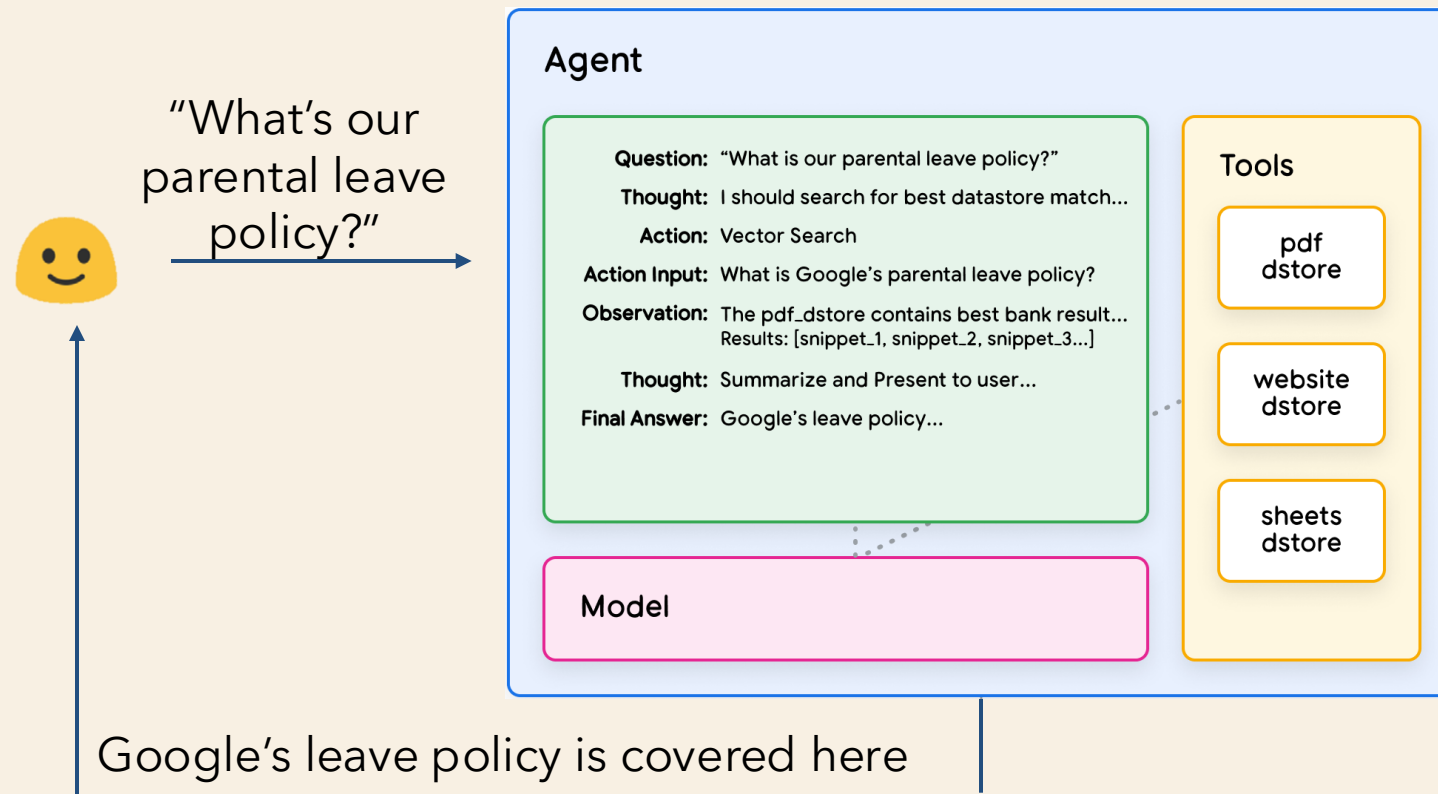 “What’s our
parental leave
policy?”
Agent
Question: “What is our parental leave policy?”
Thought: I should search for best datastore match...
Action: Vector Search
Action Input: What is Google’s parental leave policy?
Observation: The pdf_dstore contains best bank result...
Results: [snippet_1, snippet_2, snippet_3...]
Thought: Summarize and Present to user...
Final Answer: Google’s leave policy...
Model
Tools
pdf
dstore
website
dstore
sheets
dstore
Google’s leave policy is covered here